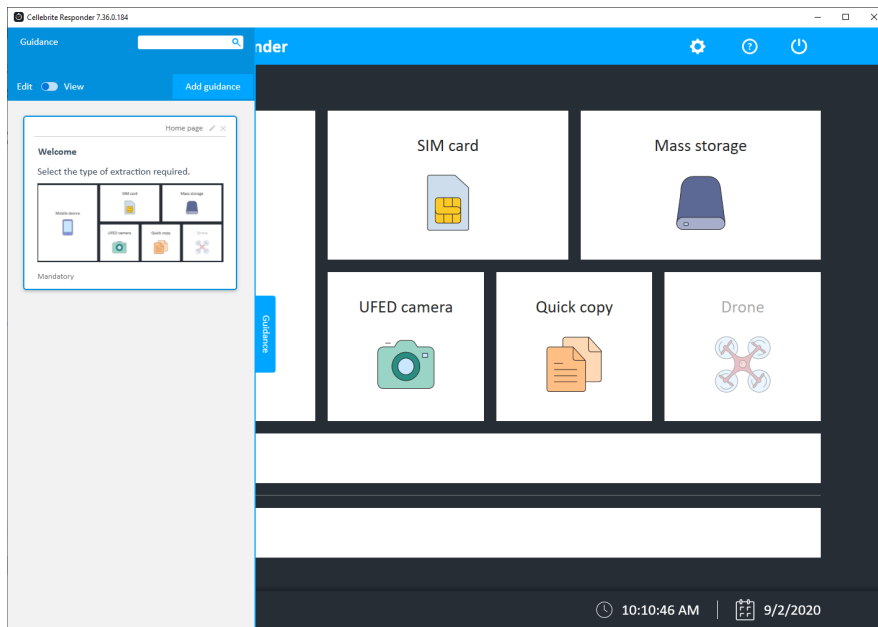 Cellebrite Responder 7.36.0.184
Guidance
nder
Edit View Add guidance
Home page
Welcome
Select the type of extraction required.
Mobile device
SIM card
Mass storage
UFED camera
Quick copy
Drone
Mandatory
Guidance
SIM card
Mass storage
UFED camera
Quick copy
Drone
10:10:46 AM
9/2/2020